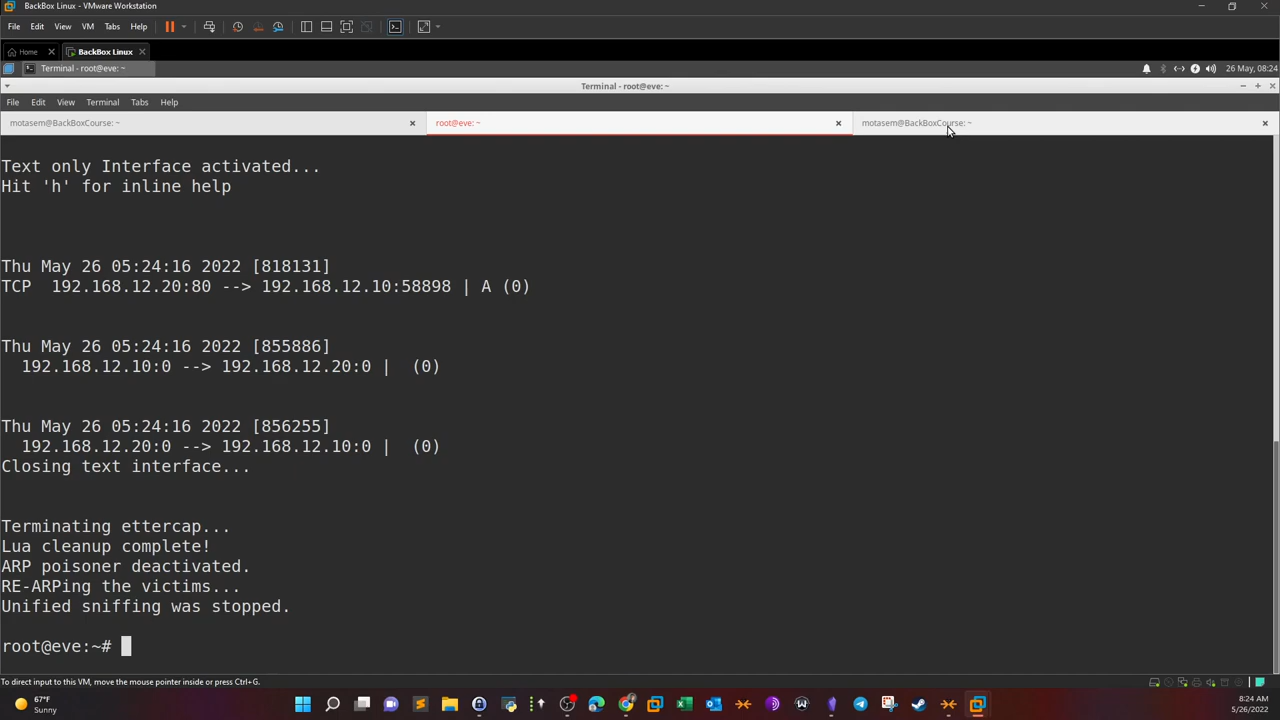 BackBox Linux - VMware Workstation
File Edit View VM Tabs Help
Home BackBox Linux
Terminal - root@eve: ~ 26 May, 08:24
Terminal - root@eve: ~
File Edit View Terminal Tabs Help
motasem@BackBoxCourse: ~ root@eve: ~ motasem@BackBoxCourse: ~
Text only Interface activated...
Hit 'h' for inline help
Thu May 26 05:24:16 2022 [818131]
TCP 192.168.12.20:80 --> 192.168.12.10:58898 | A (0)
Thu May 26 05:24:16 2022 [855886]
192.168.12.10:0 --> 192.168.12.20:0 | (0)
Thu May 26 05:24:16 2022 [856255]
192.168.12.20:0 --> 192.168.12.10:0 | (0)
Closing text interface...
Terminating ettercap...
Lua cleanup complete!
ARP poisoner deactivated.
RE-ARPing the victims...
Unified sniffing was stopped.
root@eve:~#
To direct input to this VM, move the mouse pointer inside or press Ctrl+G.
67°F 8:24 AM
Sunny 5/26/2022